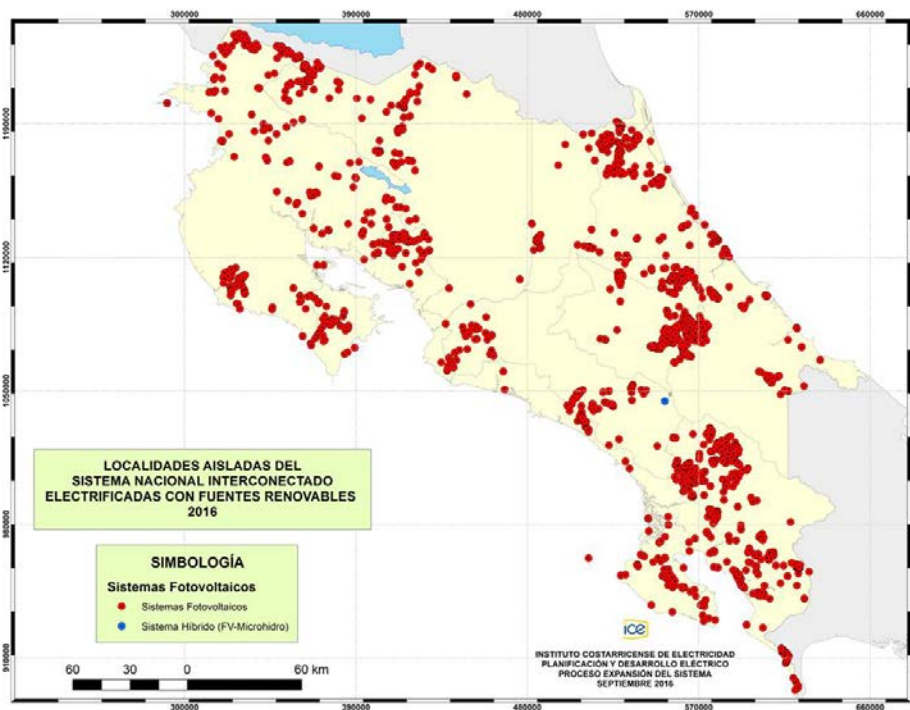 300000 390000 480000 570000 660000
1190000
1120000
1050000
980000
910000
LOCALIDADES AISLADAS DEL
SISTEMA NACIONAL INTERCONECTADO
ELECTRIFICADAS CON FUENTES RENOVABLES
2016
SIMBOLOGÍA
Sistemas Fotovoltaicos
Sistemas Fotovoltaicos
Sistema Híbrido (FV-Microhidro)
60 30 0 60 km
ice
INSTITUTO COSTARRICENSE DE ELECTRICIDAD
PLANIFICACIÓN Y DESARROLLO ELÉCTRICO
PROCESO EXPANSIÓN DEL SISTEMA
SEPTIEMBRE 2016
300000 390000 480000 570000 660000